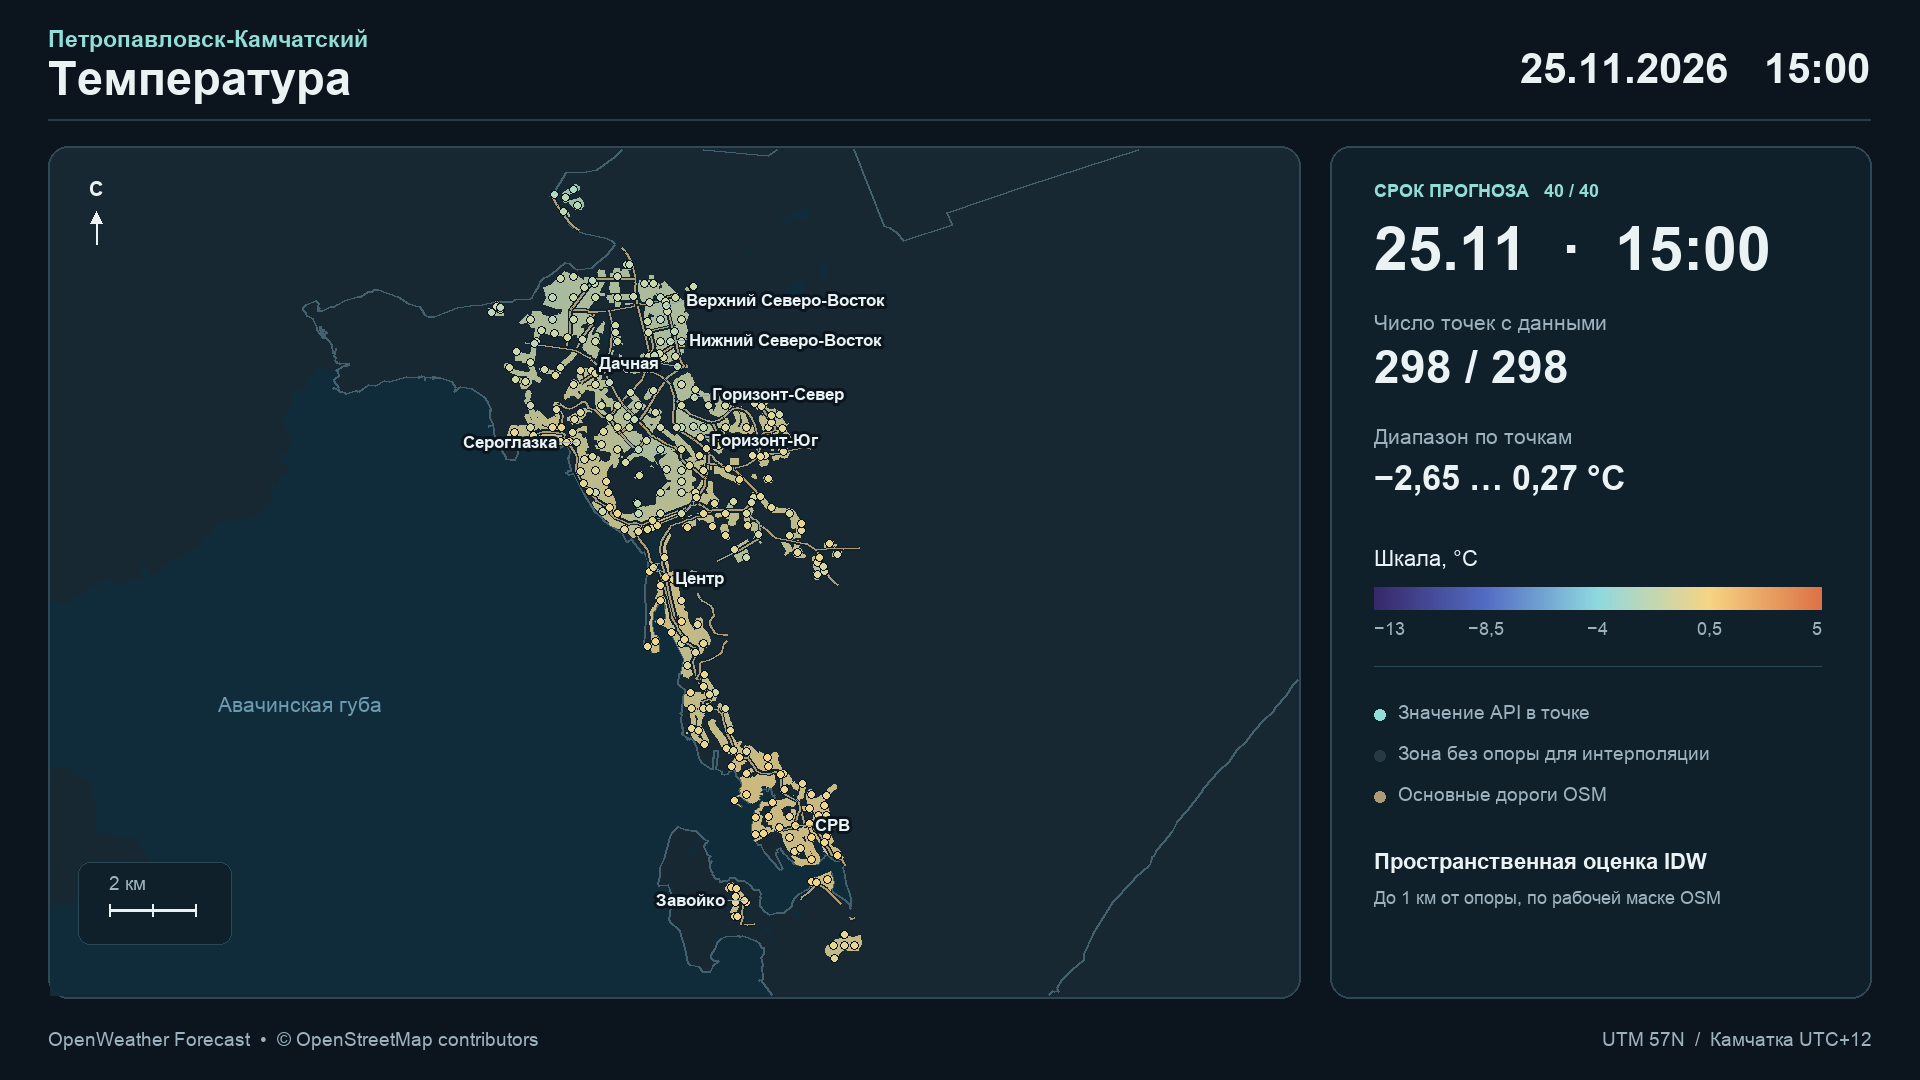 Петропавловск-Камчатский
Температура
25.11.2026 15:00
С
Верхний Северо-Восток
Нижний Северо-Восток
Дачная
Горизонт-Север
Горизонт-Юг
Сероглазка
Центр
Авачинская губа
СРВ
Завойко
2 км
СРОК ПРОГНОЗА 40 / 40
25.11 · 15:00
Число точек с данными
298 / 298
Диапазон по точкам
−2,65 … 0,27 °C
Шкала, °C
−13 −8,5 −4 0,5 5
Значение API в точке
Зона без опоры для интерполяции
Основные дороги OSM
Пространственная оценка IDW
До 1 км от опоры, по рабочей маске OSM
OpenWeather Forecast • © OpenStreetMap contributors
UTM 57N / Камчатка UTC+12